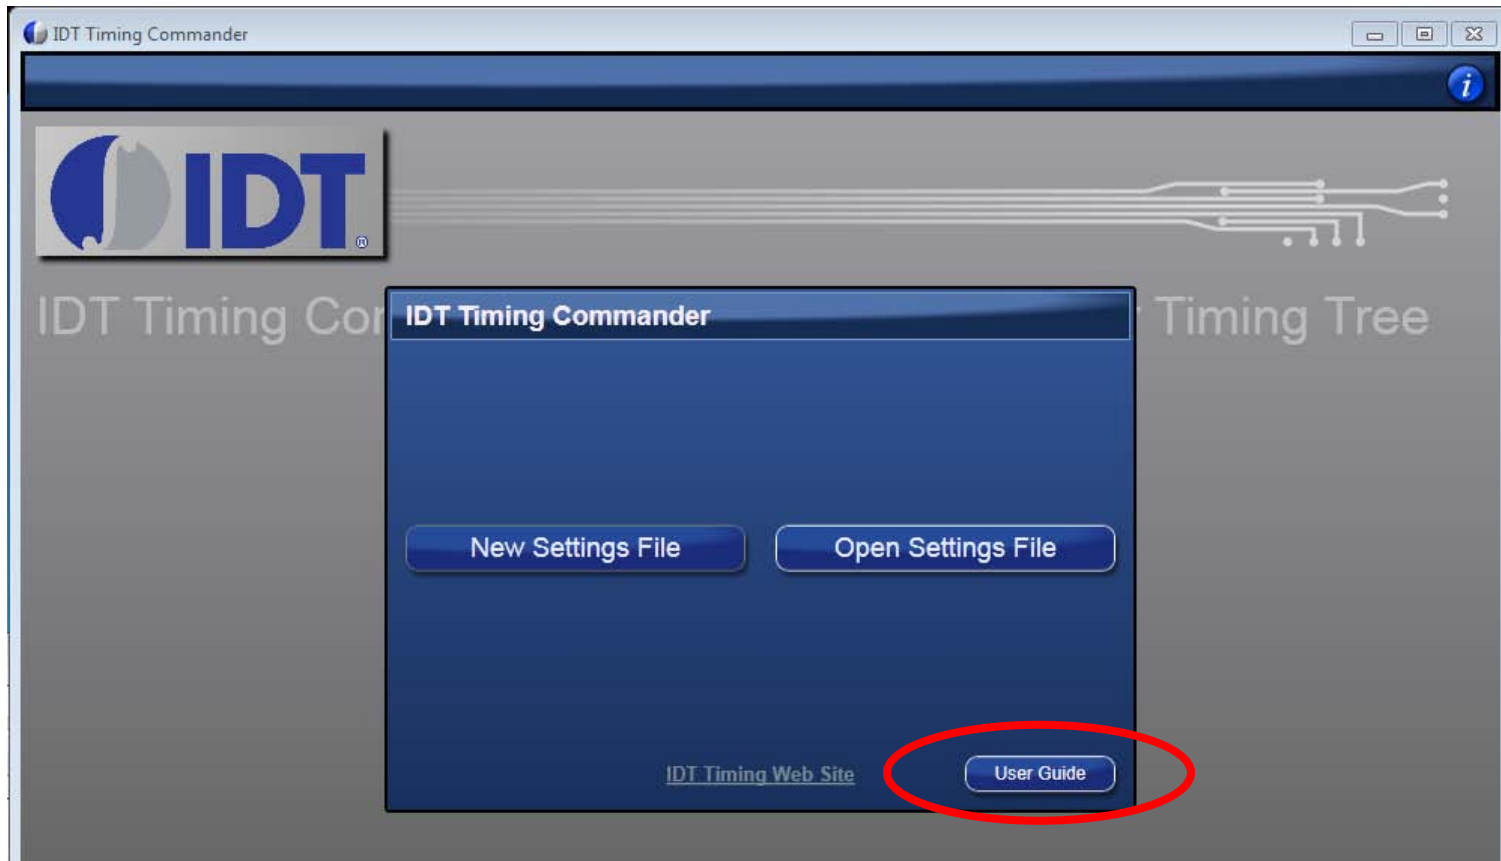 IDT Timing Commander
i
IDT®
IDT Timing Co
Timing Tree
IDT Timing Commander
New Settings File
Open Settings File
IDT Timing Web Site
User Guide